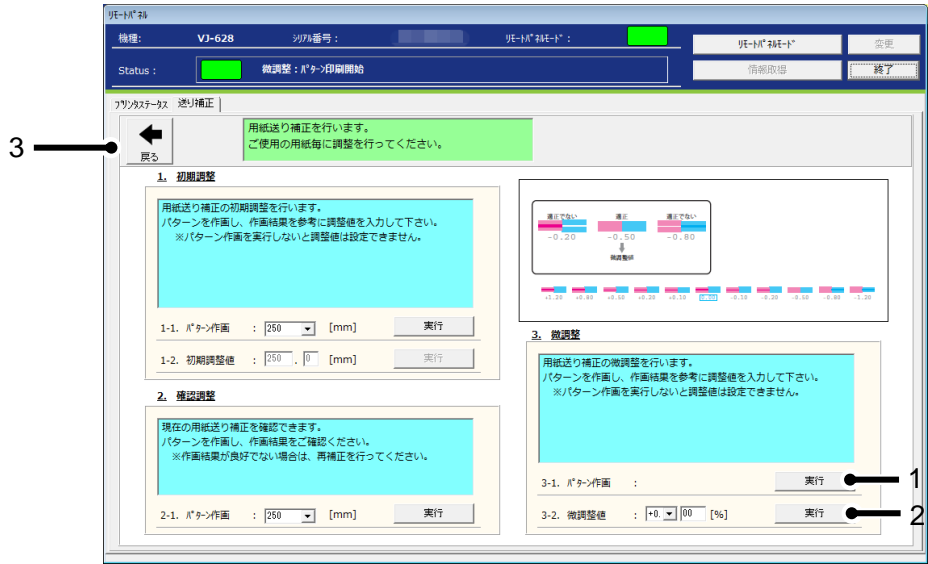 ﾘﾓｰﾄﾊﾟﾈﾙ
機種: VJ-628 ｼﾘｱﾙ番号： ﾘﾓｰﾄﾊﾟﾈﾙﾓｰﾄﾞ：
ﾘﾓｰﾄﾊﾟﾈﾙﾓｰﾄﾞ 変更
Status : 微調整：ﾊﾟﾀｰﾝ印刷開始
情報取得 終了
ﾌﾟﾘﾝﾀｽﾃｰﾀｽ 送り補正
3
戻る
用紙送り補正を行います。
ご使用の用紙毎に調整を行ってください。
1. 初期調整
用紙送り補正の初期調整を行います。
パターンを作画し、作画結果を参考に調整値を入力して下さい。
※パターン作画を実行しないと調整値は設定できません。
1-1. ﾊﾟﾀｰﾝ作画 : 250 [mm] 実行
1-2. 初期調整値 : 250 . 0 [mm] 実行
2. 確認調整
現在の用紙送り補正を確認できます。
パターンを作画し、作画結果をご確認ください。
※作画結果が良好でない場合は、再補正を行ってください。
2-1. ﾊﾟﾀｰﾝ作画 : 250 [mm] 実行
適正でない 適正 適正でない
-0.20 -0.50 -0.80
微調整値
+1.20 +0.80 +0.50 +0.20 +0.10 0.00 -0.10 -0.20 -0.50 -0.80 -1.20
3. 微調整
用紙送り補正の微調整を行います。
パターンを作画し、作画結果を参考に調整値を入力して下さい。
※パターン作画を実行しないと調整値は設定できません。
3-1. ﾊﾟﾀｰﾝ作画 : 実行
1
3-2. 微調整値 : +0. 00 [%] 実行
2